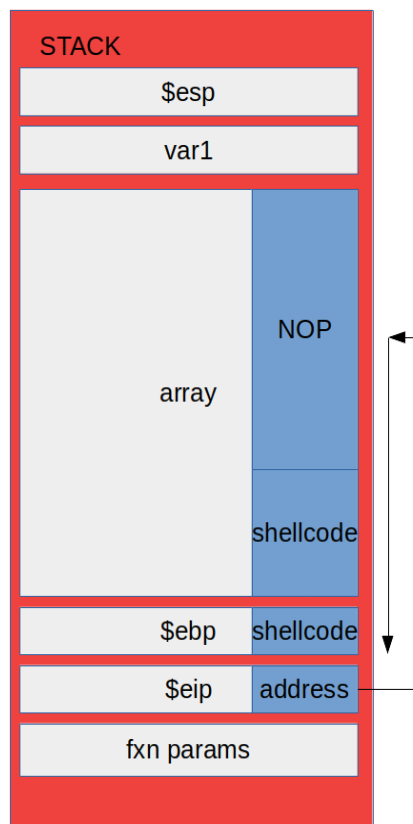 STACK
$esp
var1
NOP
array
shellcode
$ebp shellcode
$eip address
fxn params